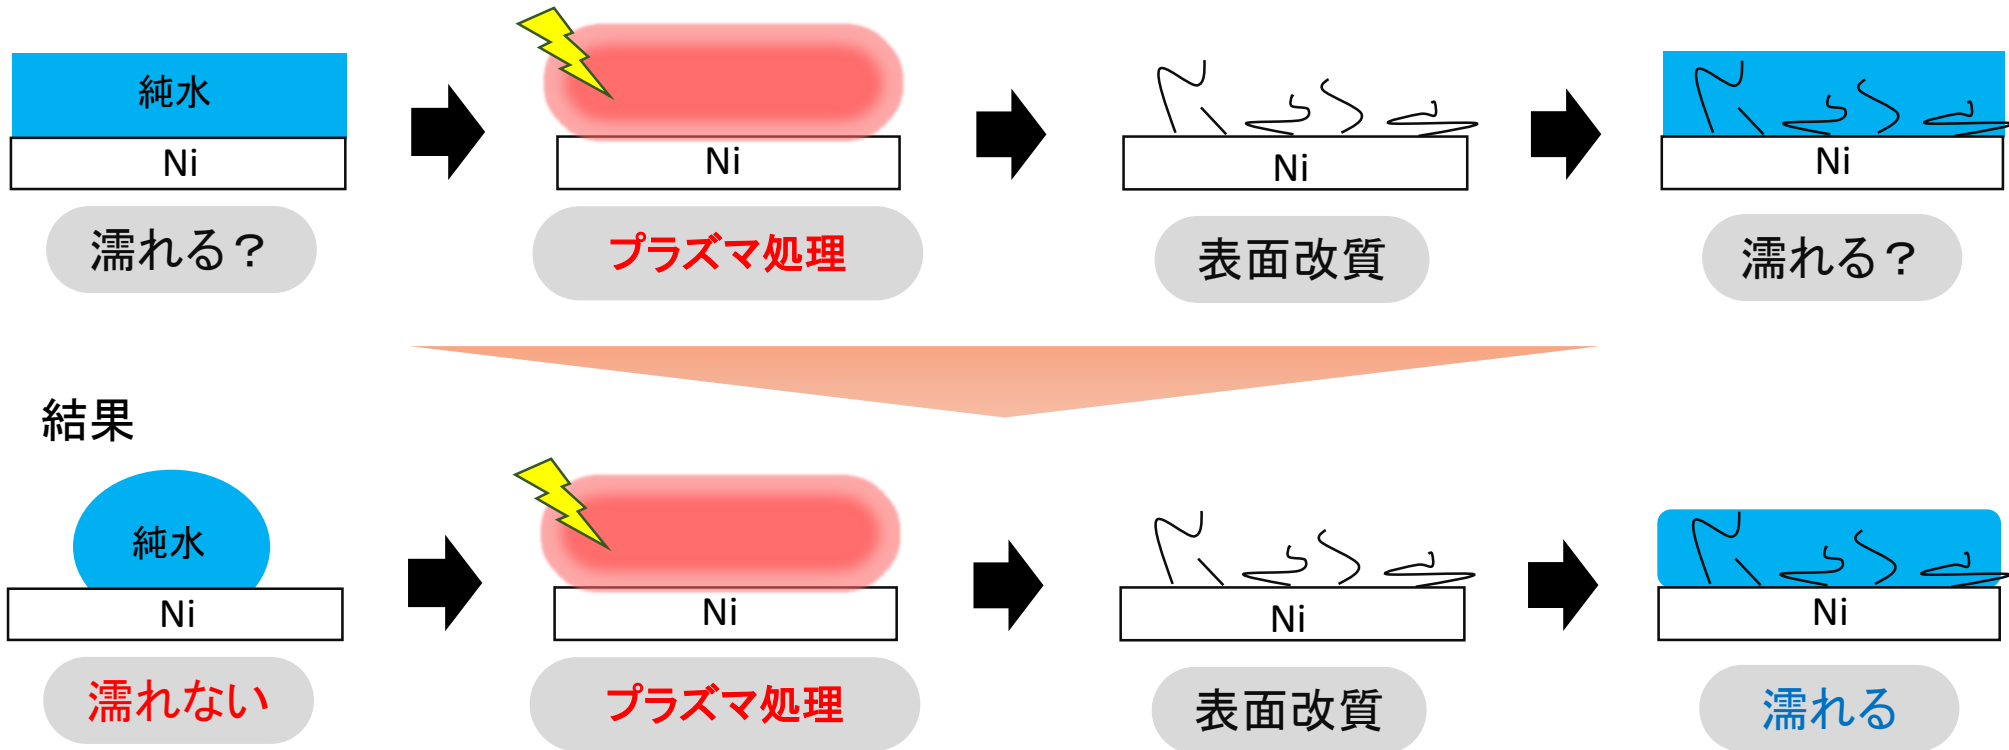 純水
Ni
Ni
Ni
Ni
濡れる？
プラズマ処理
表面改質
濡れる？
結果
純水
Ni
Ni
Ni
Ni
濡れない
プラズマ処理
表面改質
濡れる